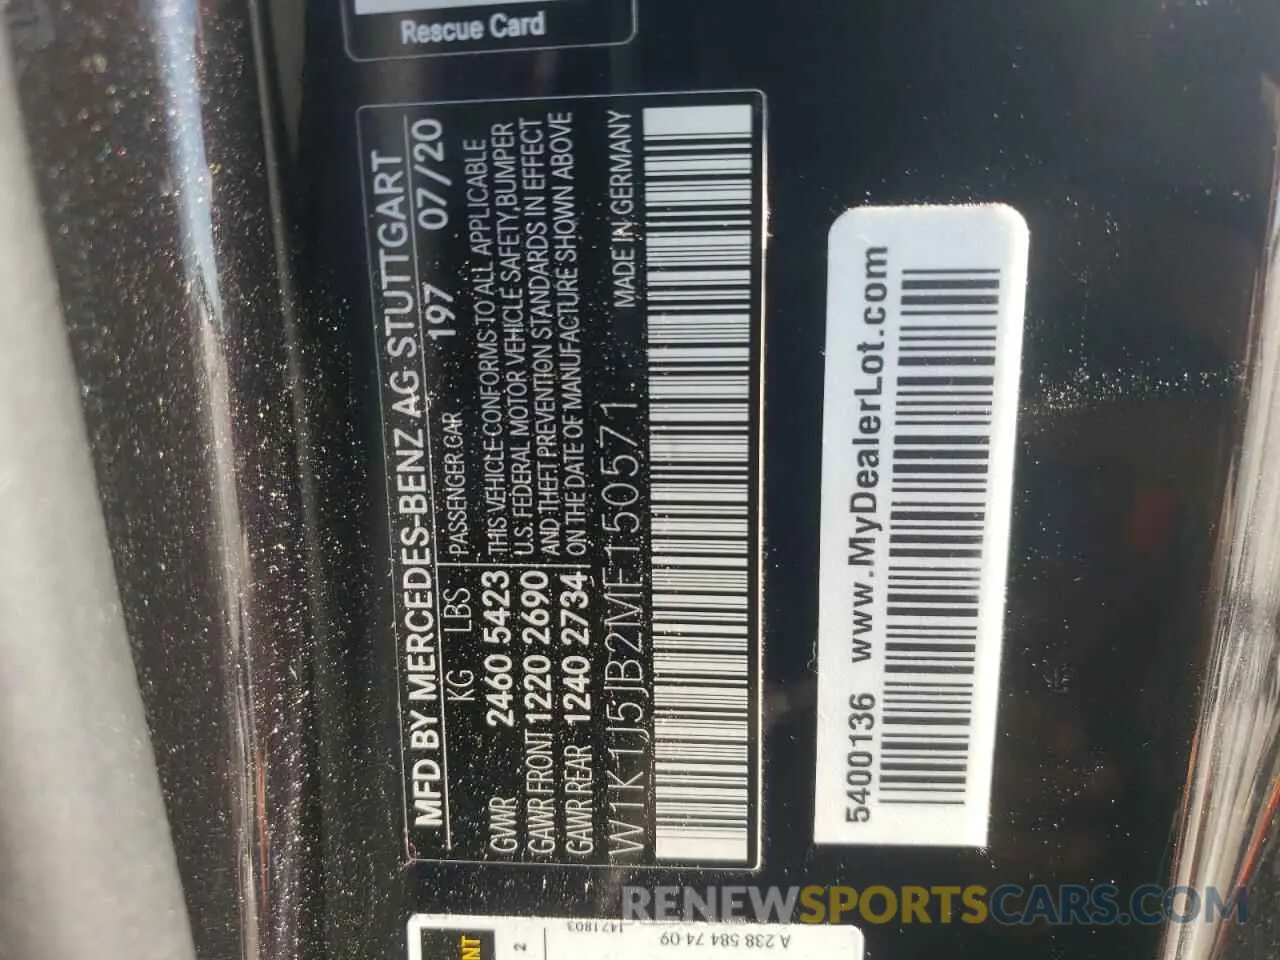 Rescue Card
MFD BY MERCEDES-BENZ AG STUTTGART
KG LBS PASSENGER CAR 197 07/20
GVWR 2460 5423
GAWR FRONT 1220 2690
GAWR REAR 1240 2734
THIS VEHICLE CONFORMS TO ALL APPLICABLE
U.S. FEDERAL MOTOR VEHICLE SAFETY BUMPER
AND THEFT PREVENTION STANDARDS IN EFFECT
ON THE DATE OF MANUFACTURE SHOWN ABOVE
W1K1J5JB2MF150571 MADE IN GERMANY
5400136 www.MyDealerLot.com
A 238 584 74 09
1471803
2
RENEWSPORTSCARS.COM